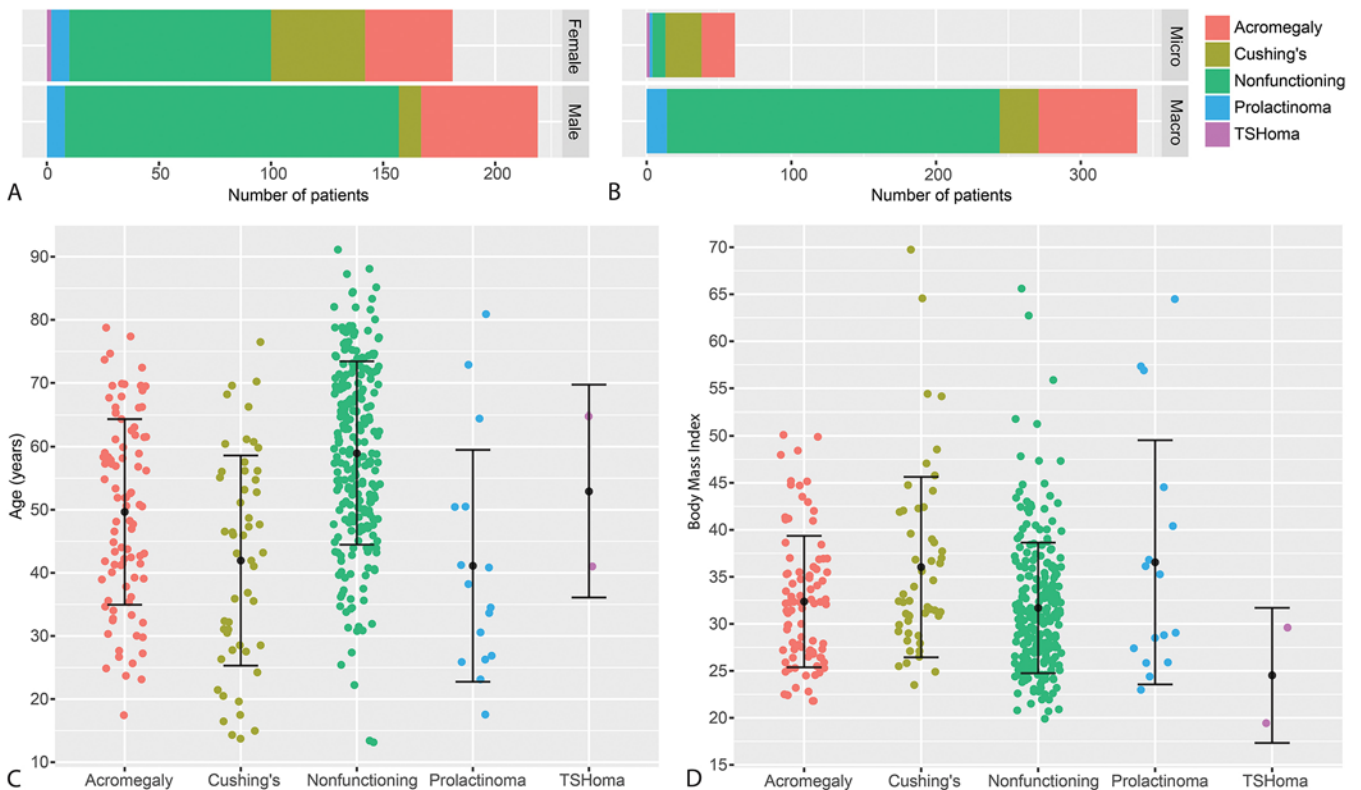 Female
Male
0 50 100 150 200
Number of patients
A
Micro
Macro
0 100 200 300
Number of patients
B
Acromegaly
Cushing's
Nonfunctioning
Prolactinoma
TSHoma
Age (years)
90
80
70
60
50
40
30
20
10
Acromegaly Cushing's Nonfunctioning Prolactinoma TSHoma
C
Body Mass Index
70
65
60
55
50
45
40
35
30
25
20
15
Acromegaly Cushing's Nonfunctioning Prolactinoma TSHoma
D